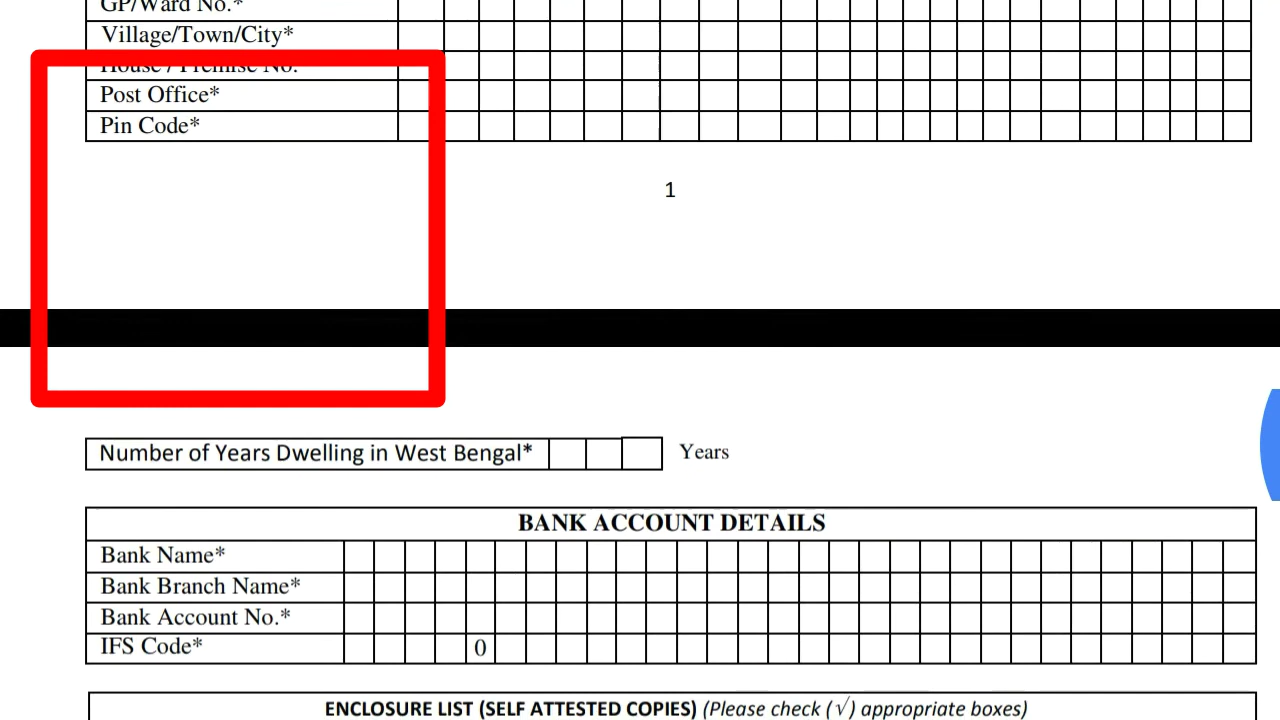 GP/Ward No.*
Village/Town/City*
House / Premise No.
Post Office*
Pin Code*
1
Number of Years Dwelling in West Bengal* Years
BANK ACCOUNT DETAILS
Bank Name*
Bank Branch Name*
Bank Account No.*
IFS Code* 0
ENCLOSURE LIST (SELF ATTESTED COPIES) (Please check (√) appropriate boxes)